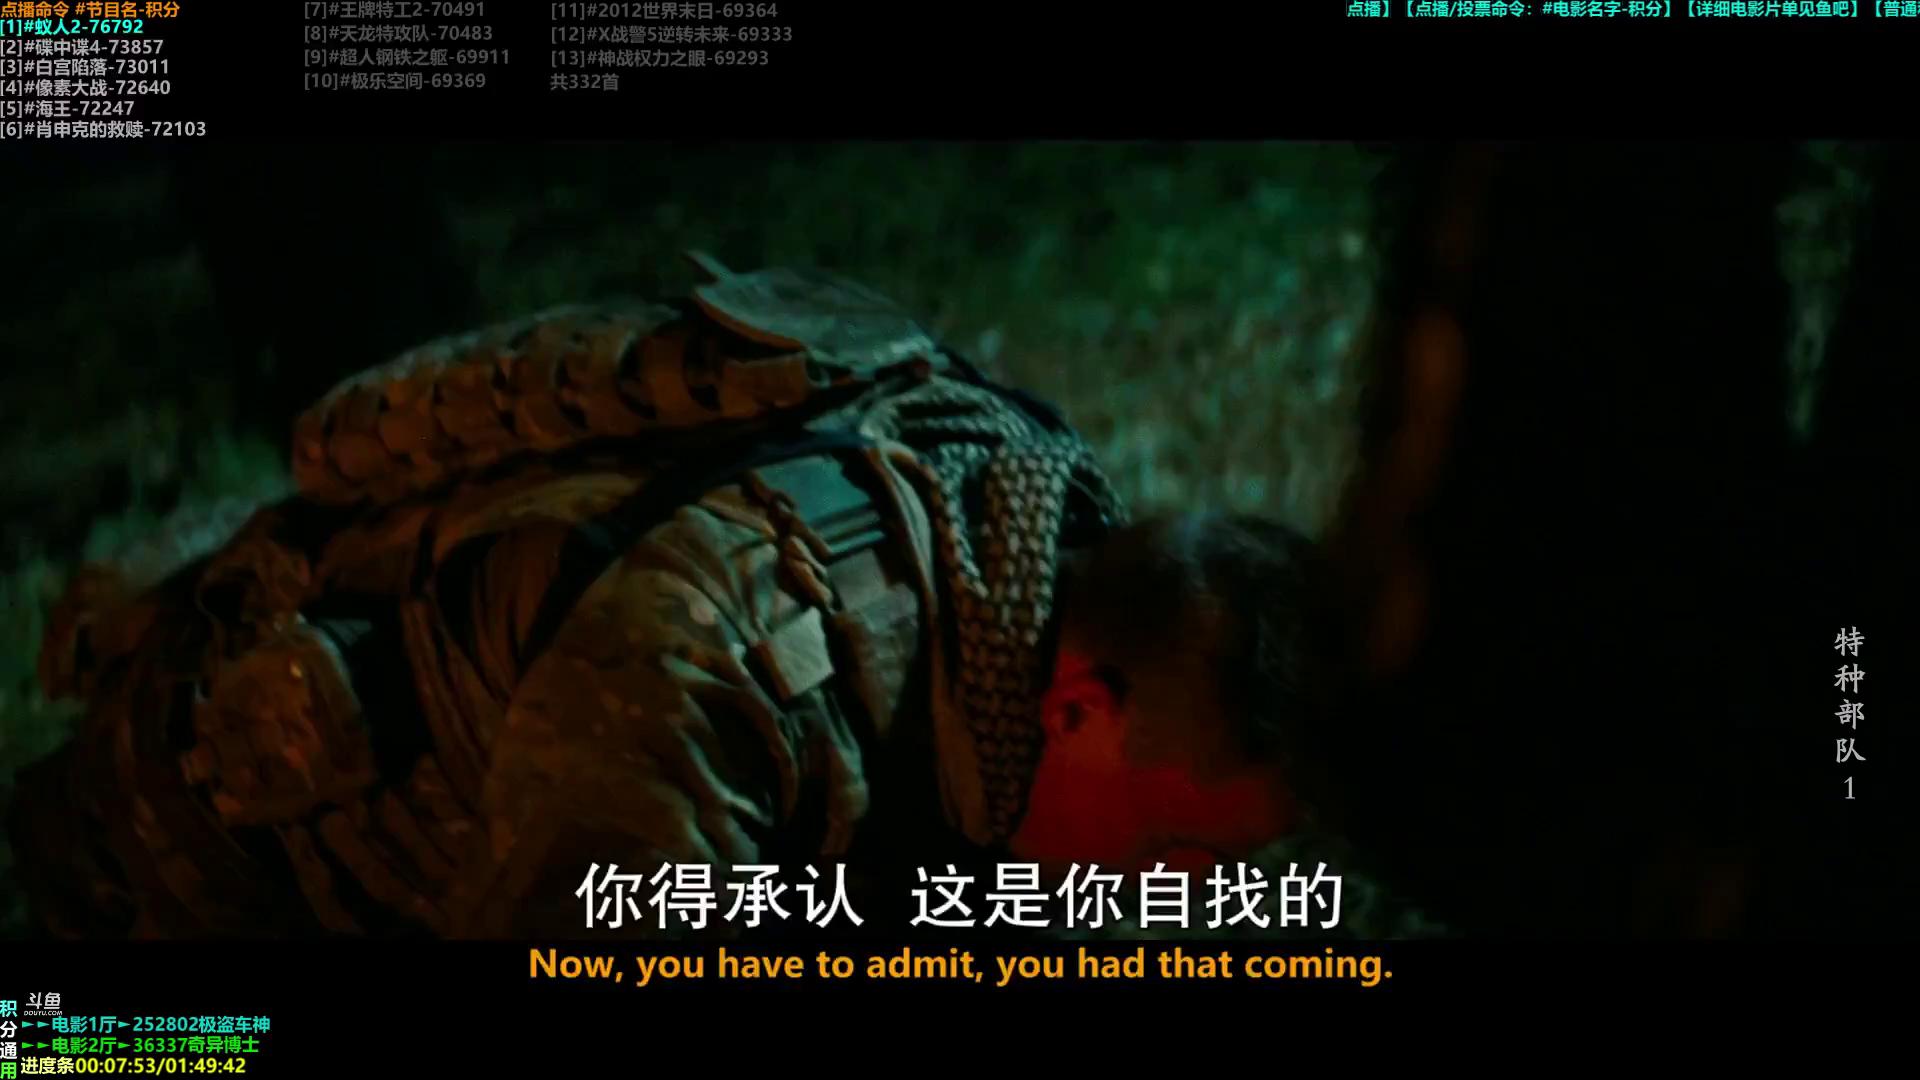 点播命令 #节目名-积分
[1]#蚁人2-76792
[2]#碟中谍4-73857
[3]#白宫陷落-73011
[4]#像素大战-72640
[5]#海王-72247
[6]#肖申克的救赎-72103
[7]#王牌特工2-70491
[8]#天龙特攻队-70483
[9]#超人钢铁之躯-69911
[10]#极乐空间-69369
[11]#2012世界末日-69364
[12]#X战警5逆转未来-69333
[13]#神战权力之眼-69293
共332首
点播】【点播/投票命令：#电影名字-积分】【详细电影片单见鱼吧】【普通
特种部队1
你得承认 这是你自找的
Now, you have to admit, you had that coming.
斗鱼
DOUYU.COM
积分通用
►►电影1厅►252802极盗车神
►►电影2厅►36337奇异博士
进度条00:07:53/01:49:42